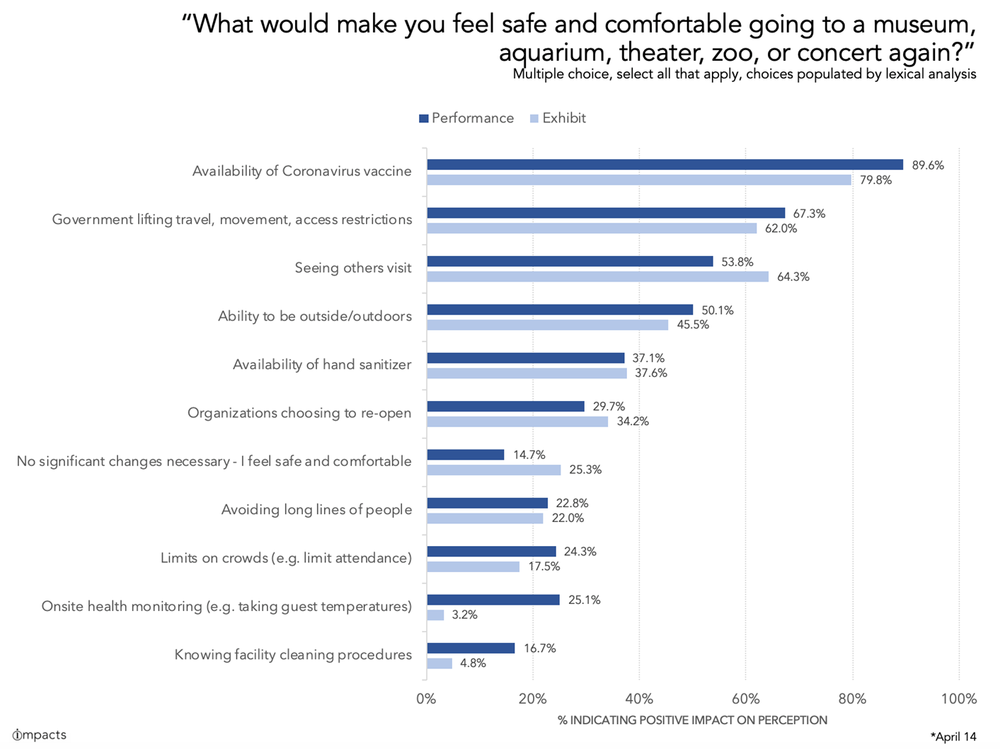 “What would make you feel safe and comfortable going to a museum,
aquarium, theater, zoo, or concert again?”
Multiple choice, select all that apply, choices populated by lexical analysis
Performance Exhibit
Availability of Coronavirus vaccine 89.6% 79.8%
Government lifting travel, movement, access restrictions 67.3% 62.0%
Seeing others visit 53.8% 64.3%
Ability to be outside/outdoors 50.1% 45.5%
Availability of hand sanitizer 37.1% 37.6%
Organizations choosing to re-open 29.7% 34.2%
No significant changes necessary - I feel safe and comfortable 14.7% 25.3%
Avoiding long lines of people 22.8% 22.0%
Limits on crowds (e.g. limit attendance) 24.3% 17.5%
Onsite health monitoring (e.g. taking guest temperatures) 25.1% 3.2%
Knowing facility cleaning procedures 16.7% 4.8%
0% 20% 40% 60% 80% 100%
% INDICATING POSITIVE IMPACT ON PERCEPTION
impacts
*April 14